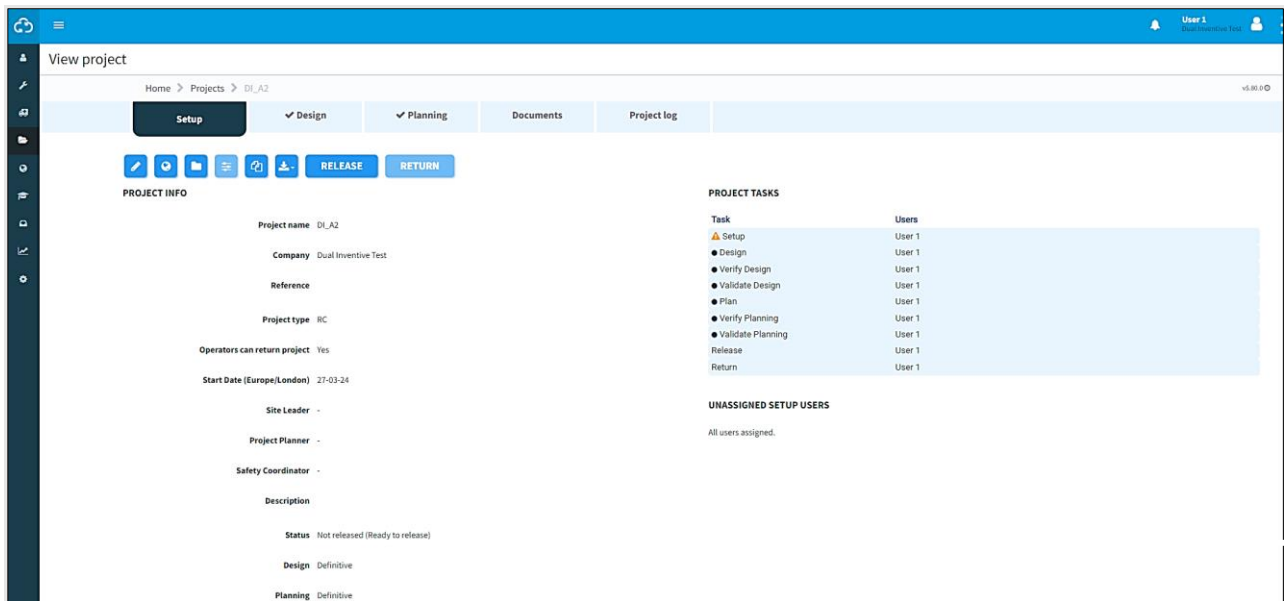 User 1
Dual Inventive Test
View project
Home > Projects > DI_A2
v5.80.0
Setup
Design
Planning
Documents
Project log
RELEASE
RETURN
PROJECT INFO
Project name DI_A2
Company Dual Inventive Test
Reference
Project type RC
Operators can return project Yes
Start Date (Europe/London) 27-03-24
Site Leader -
Project Planner -
Safety Coordinator -
Description
Status Not released (Ready to release)
Design Definitive
Planning Definitive
PROJECT TASKS
Task Users
Setup User 1
Design User 1
Verify Design User 1
Validate Design User 1
Plan User 1
Verify Planning User 1
Validate Planning User 1
Release User 1
Return User 1
UNASSIGNED SETUP USERS
All users assigned.